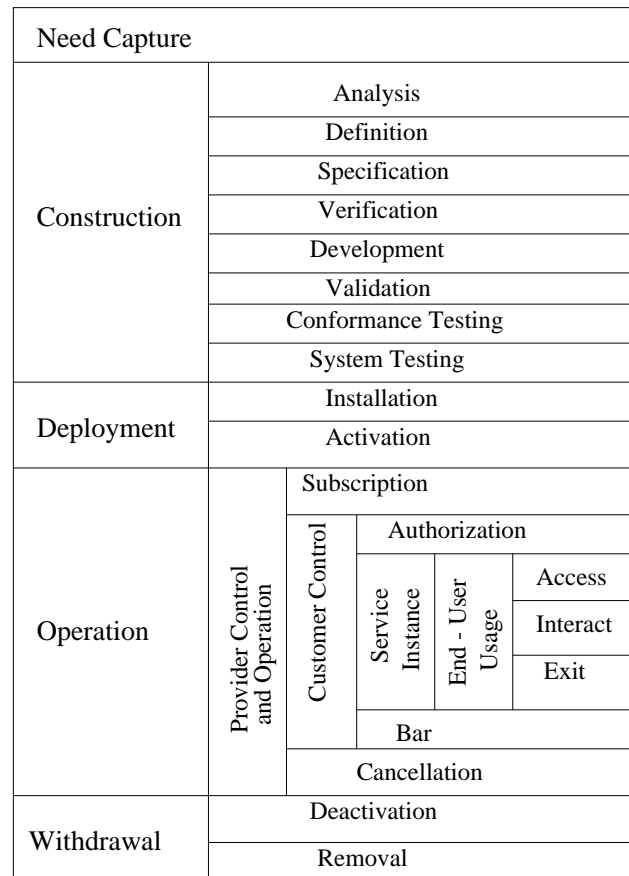 Need Capture
Construction
Analysis
Definition
Specification
Verification
Development
Validation
Conformance Testing
System Testing
Deployment
Installation
Activation
Operation
Provider Control
and Operation
Subscription
Customer Control
Authorization
Service
Instance
End - User
Usage
Access
Interact
Exit
Bar
Cancellation
Withdrawal
Deactivation
Removal